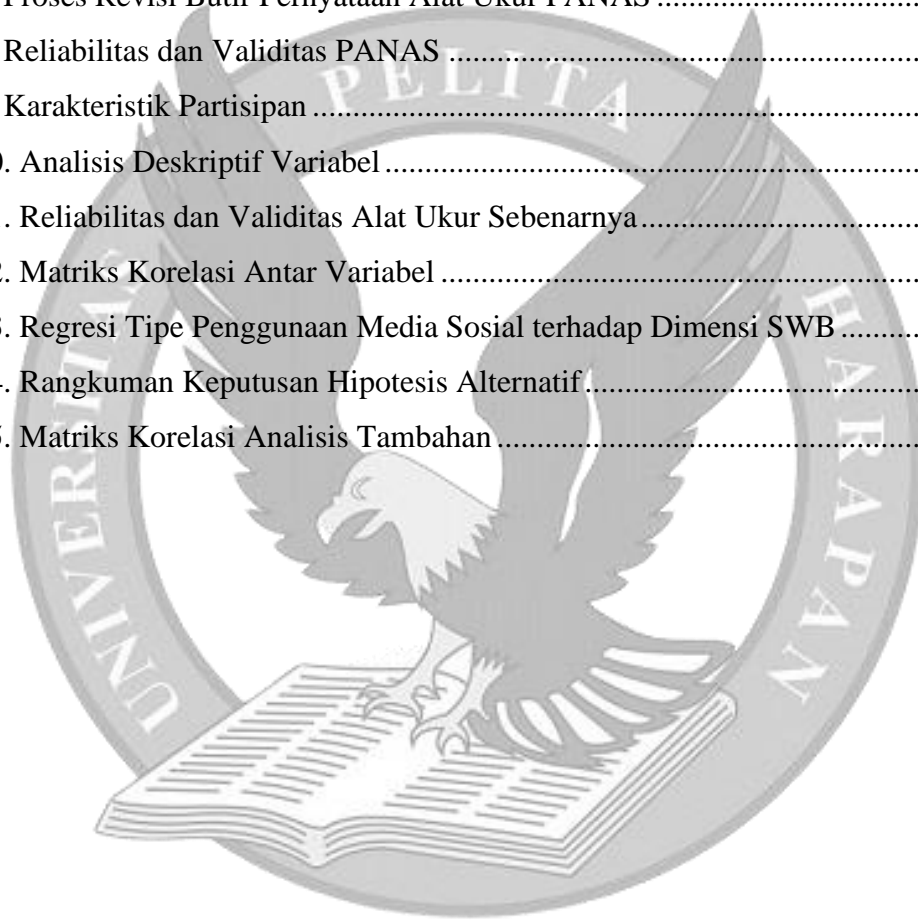 Proses Revisi Butir Pernyataan Alat Ukur PANAS
Reliabilitas dan Validitas PANAS
Karakteristik Partisipan
. Analisis Deskriptif Variabel
. Reliabilitas dan Validitas Alat Ukur Sebenarnya
. Matriks Korelasi Antar Variabel
. Regresi Tipe Penggunaan Media Sosial terhadap Dimensi SWB
. Rangkuman Keputusan Hipotesis Alternatif
. Matriks Korelasi Analisis Tambahan
UNIVERSITAS PELITA HARAPAN